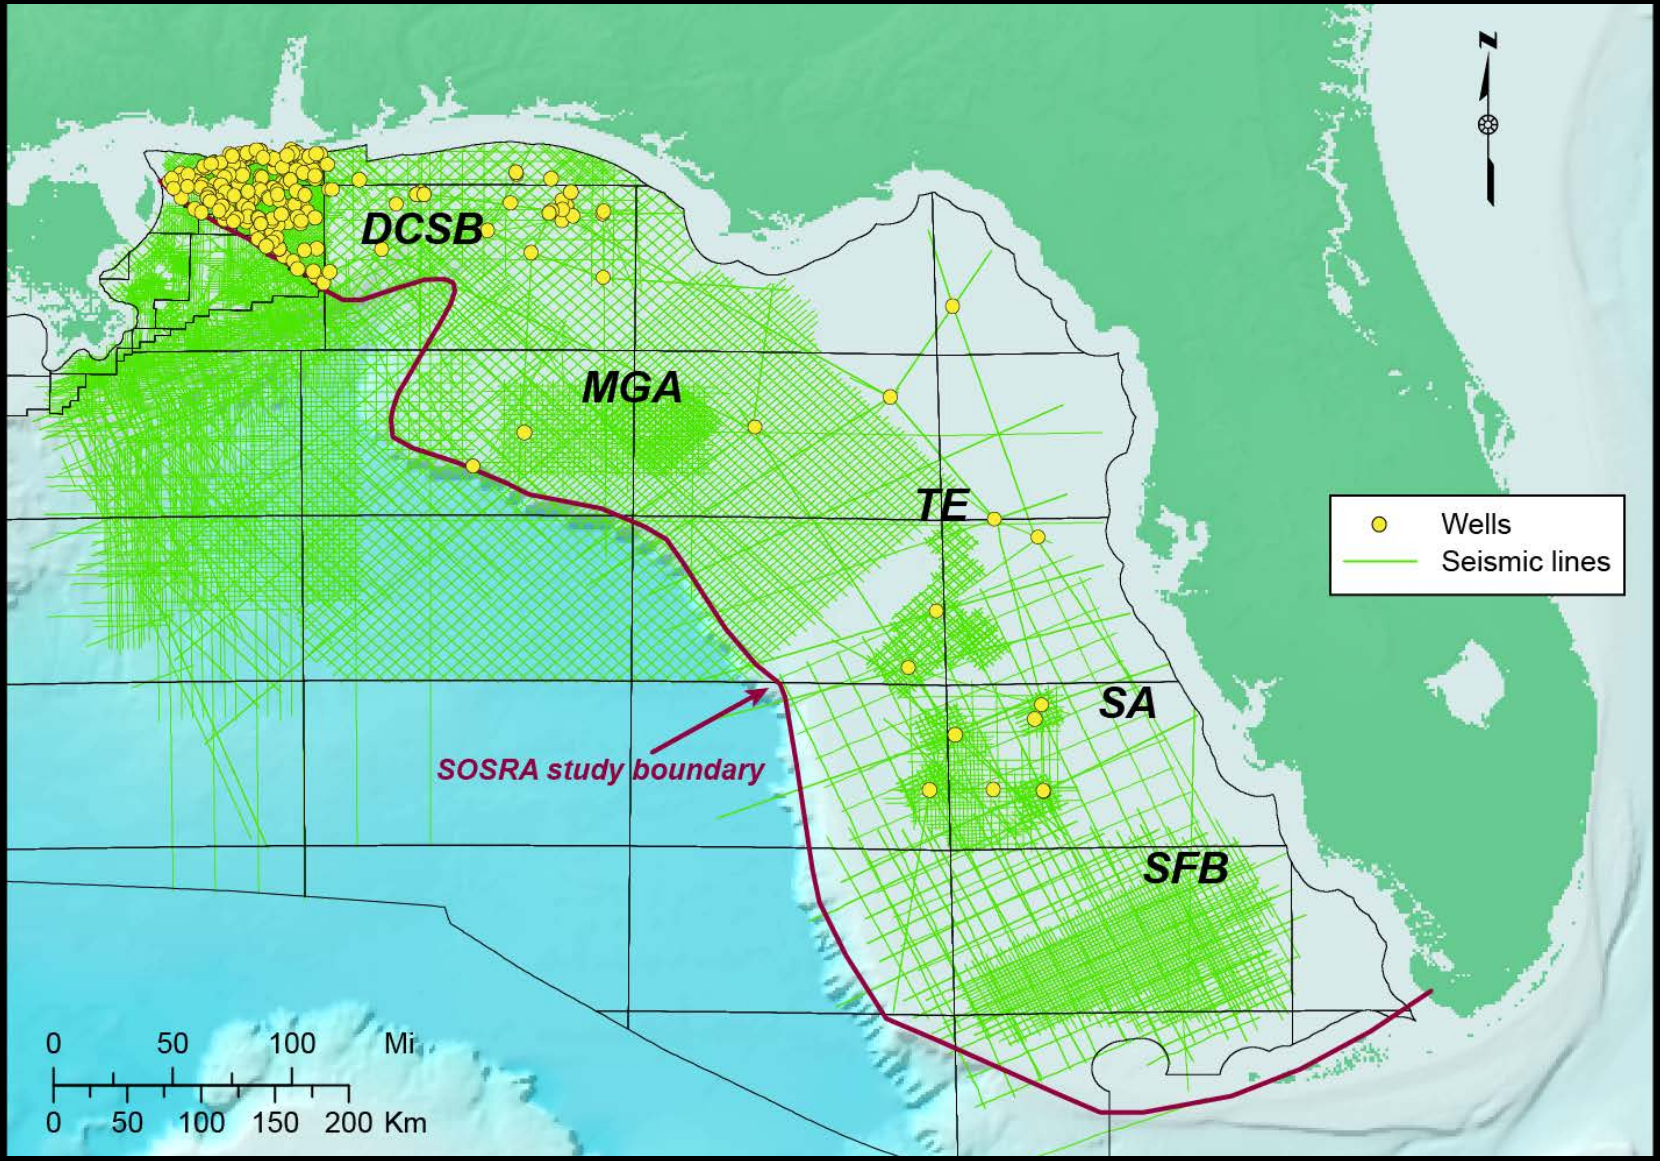 N
DCSB
MGA
TE
Wells
Seismic lines
SA
SOSRA study boundary
SFB
0 50 100 Mi
0 50 100 150 200 Km